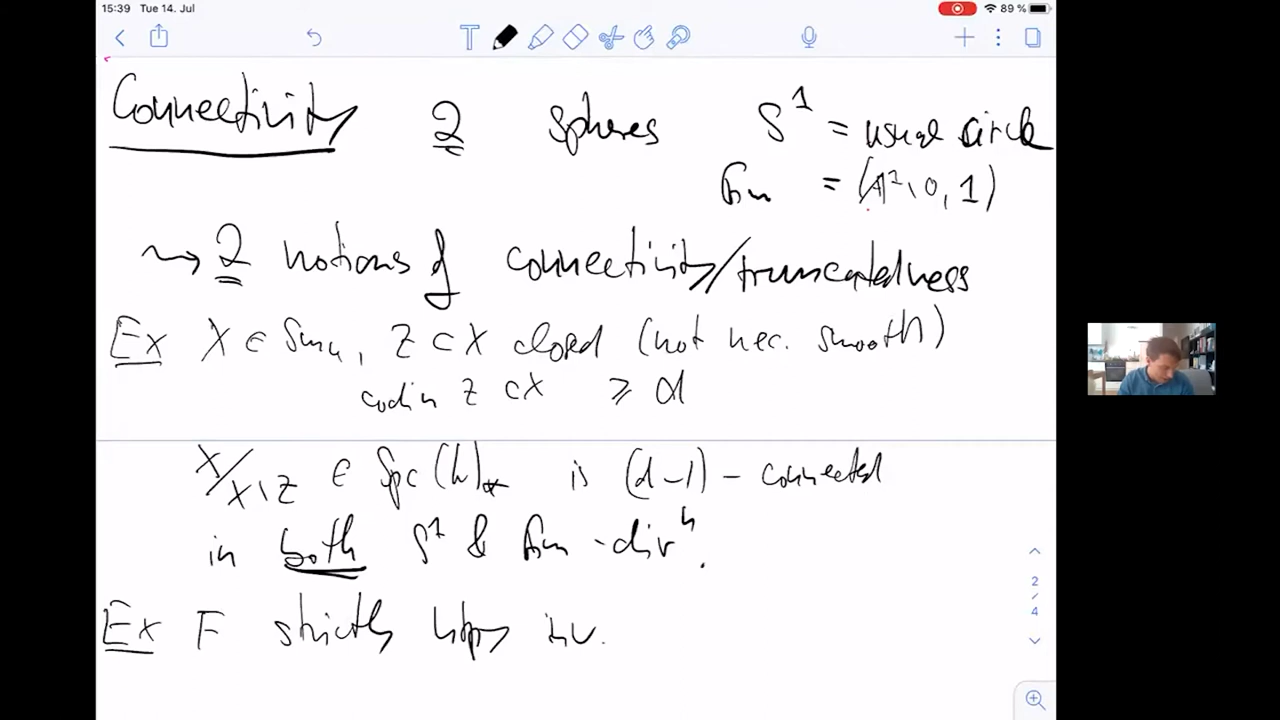 15:39 Tue 14. Jul
89 %
Connectivity 2 spheres S¹ = usual circle
Gm = (A¹\0, 1)
⇝ 2 notions of connectivity/truncatedness
Ex X ∈ Smₖ, Z ⊂ X closed (not nec. smooth)
codim Z ⊂ X ≥ d
X/X\Z ∈ Spc(k)* is (d-1)-connected
in both S¹ & Gm -dirⁿ.
Ex F strictly htpy inv.
2
/
4